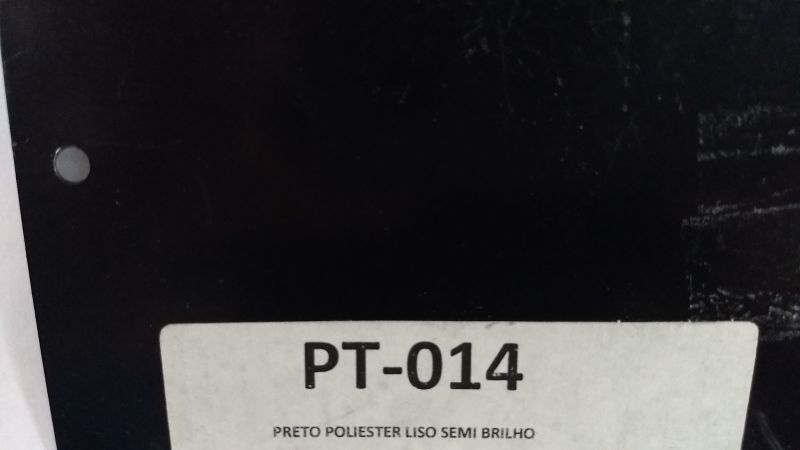 PT-014
PRETO POLIESTER LISO SEMI BRILHO